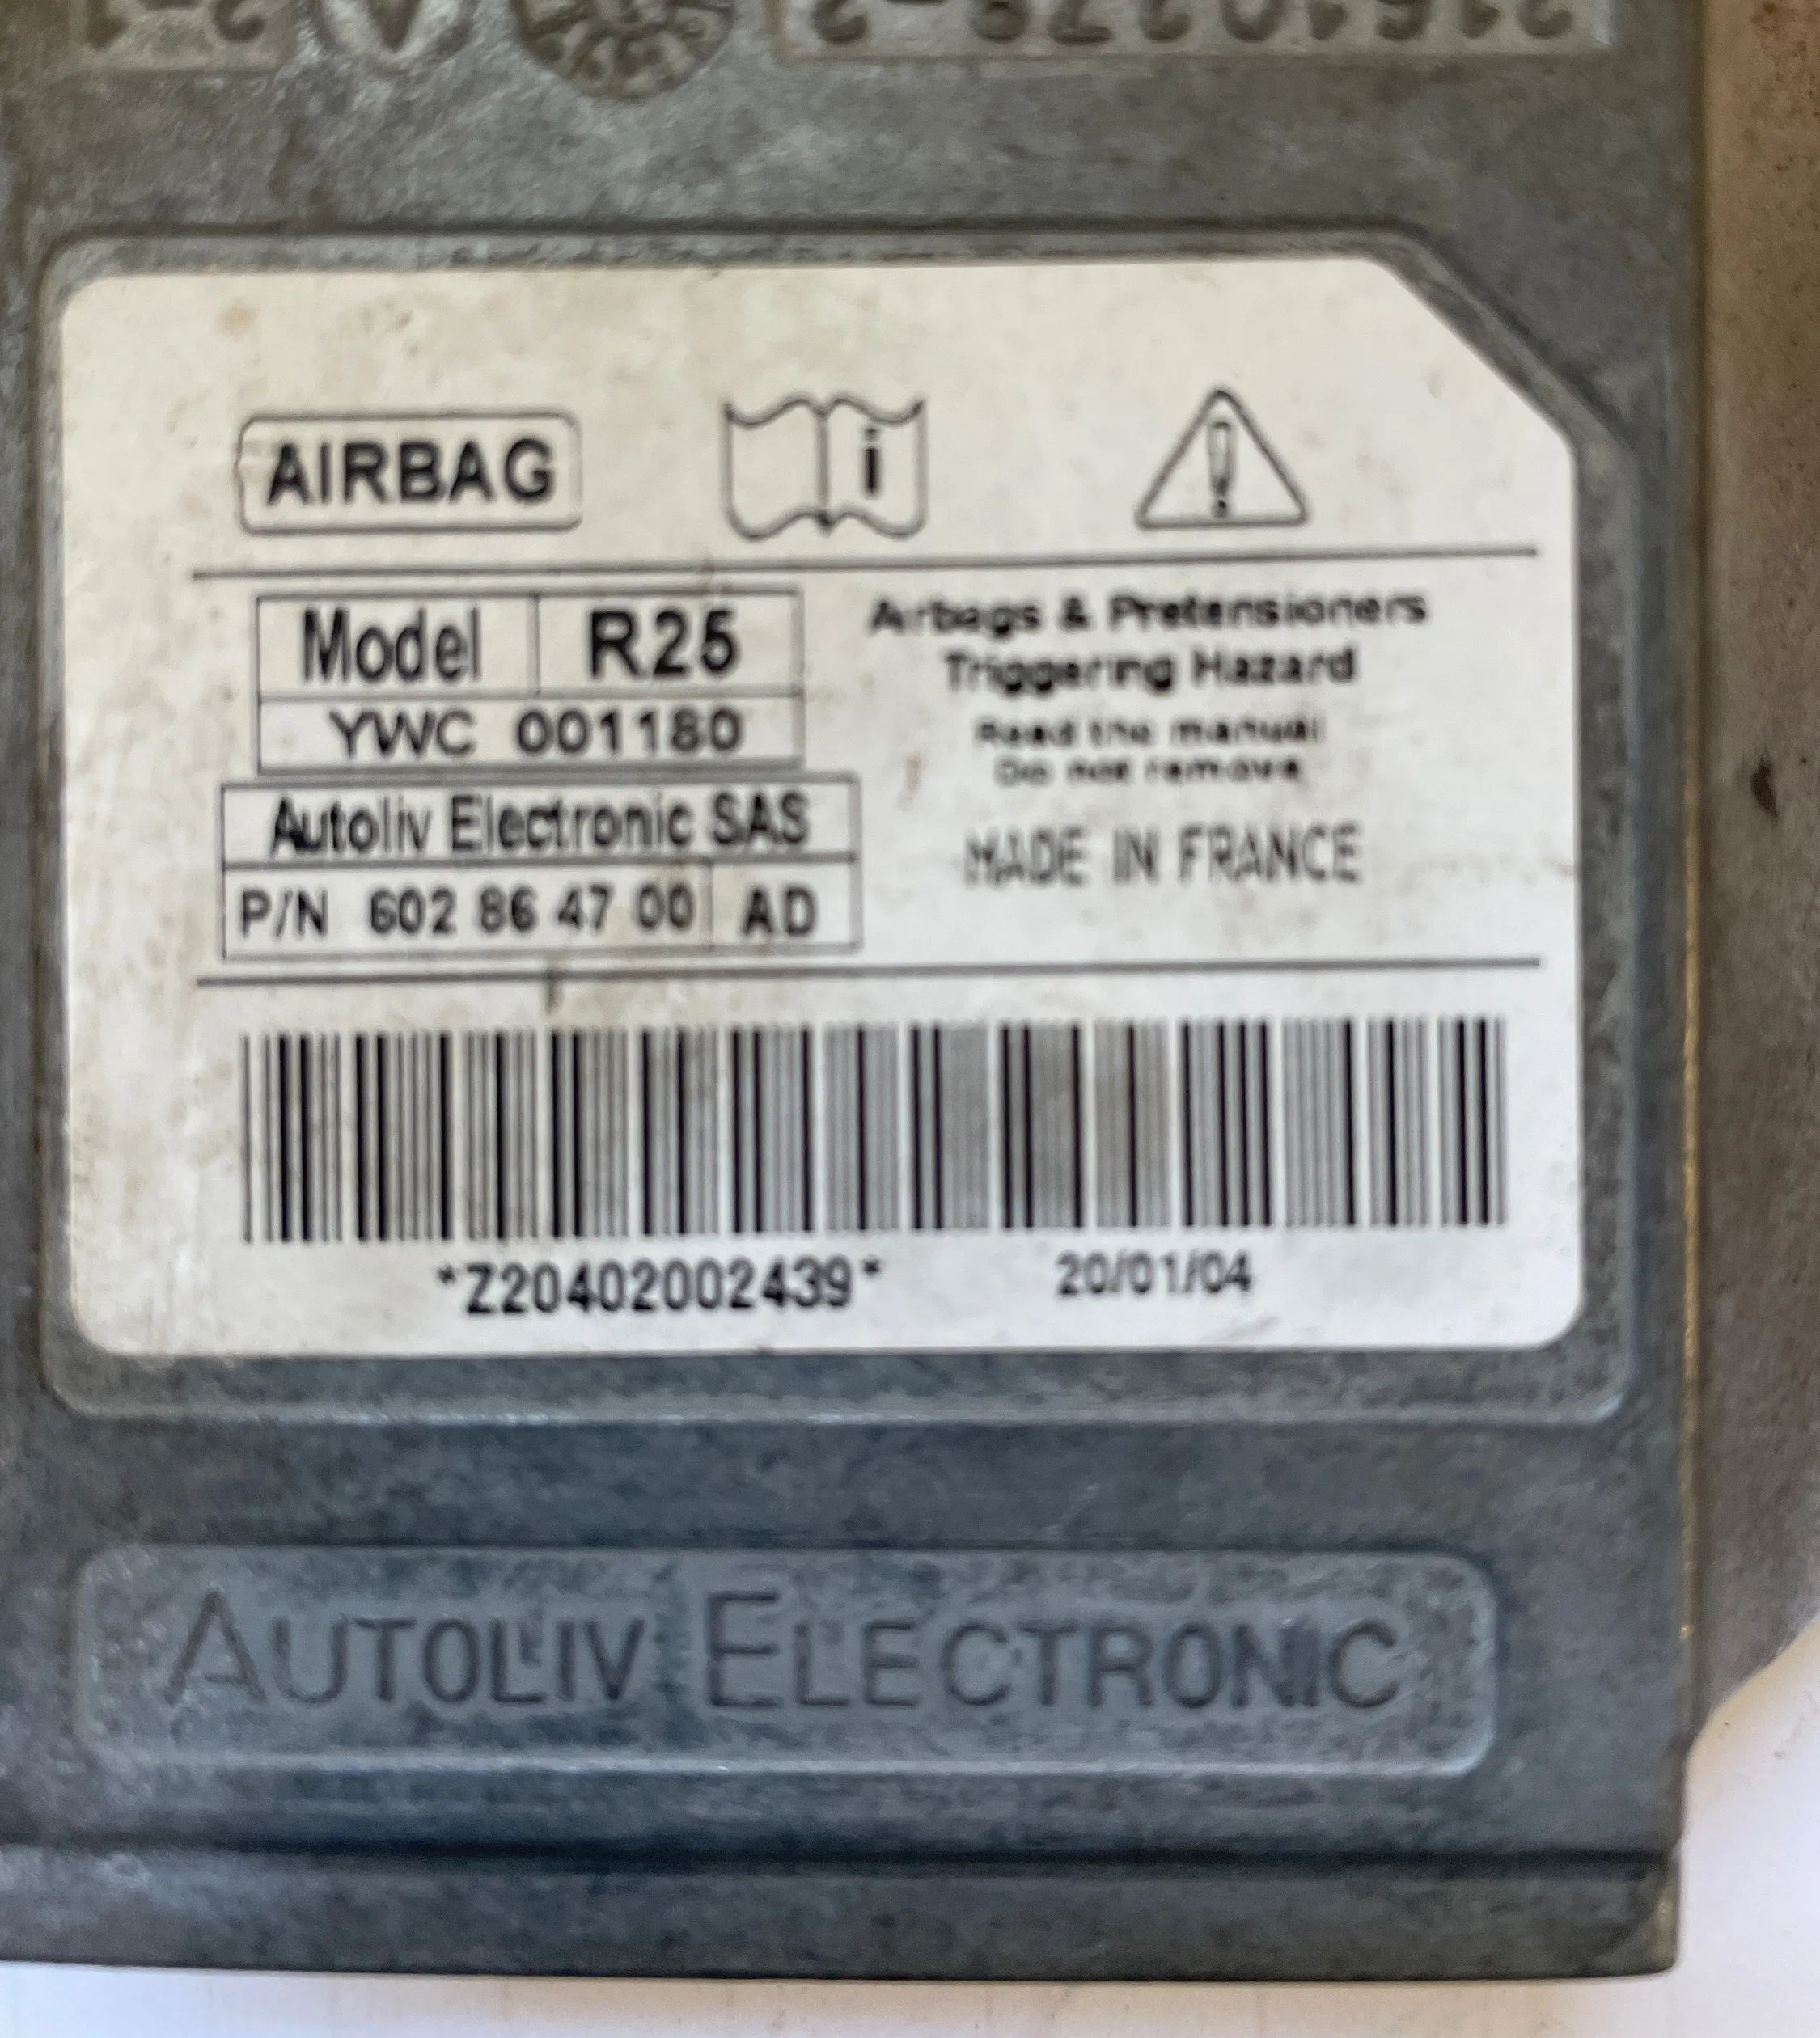 AIRBAG
i
Model R25
YWC 001180
Autoliv Electronic SAS
P/N 602 86 47 00 AD
Airbags & Pretensioners
Triggering Hazard
Read the manual
Do not remove
MADE IN FRANCE
*Z20402002439*
20/01/04
AUTOLIV ELECTRONIC